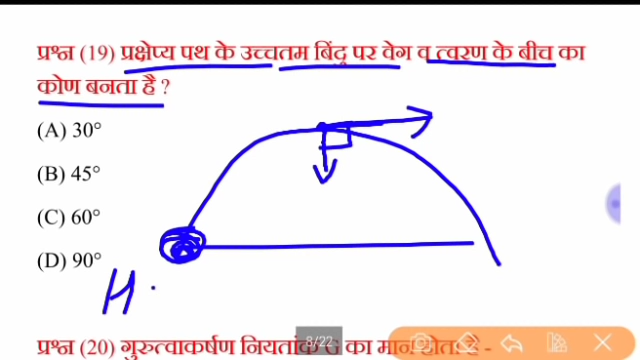 प्रश्न (19) प्रक्षेप्य पथ के उच्चतम बिंदु पर वेग व त्वरण के बीच का
कोण बनता है ?
(A) 30°
(B) 45°
(C) 60°
(D) 90°
H
8/22
प्रश्न (20) गुरुत्वाकर्षण नियतांक G का मान होता है -